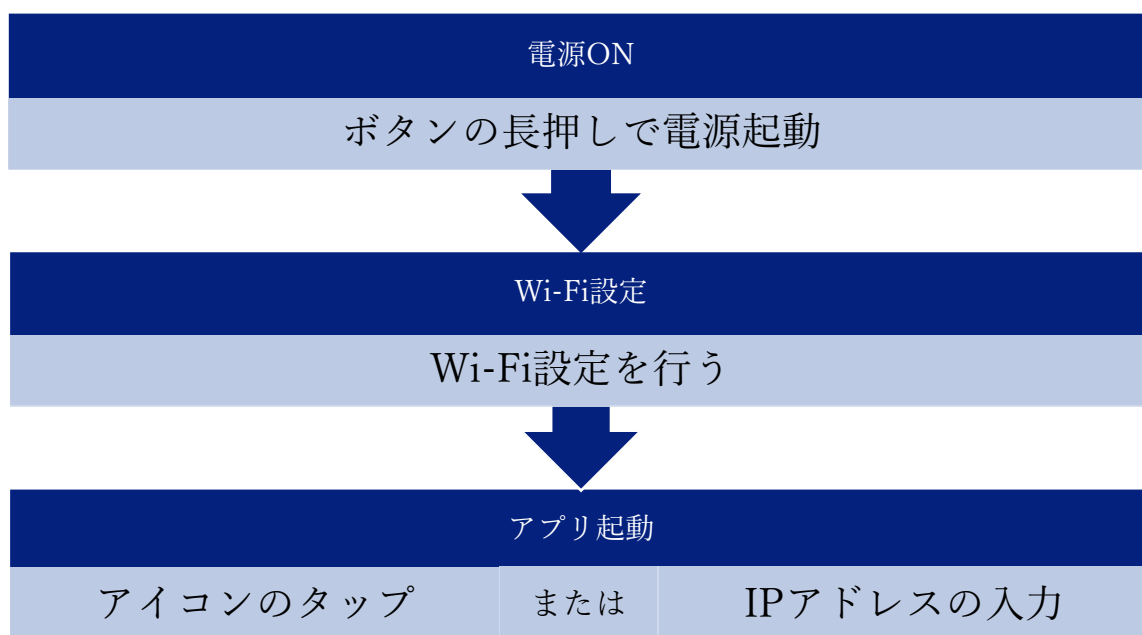 電源ON
ボタンの長押しで電源起動
Wi-Fi設定
Wi-Fi設定を行う
アプリ起動
アイコンのタップ または IPアドレスの入力